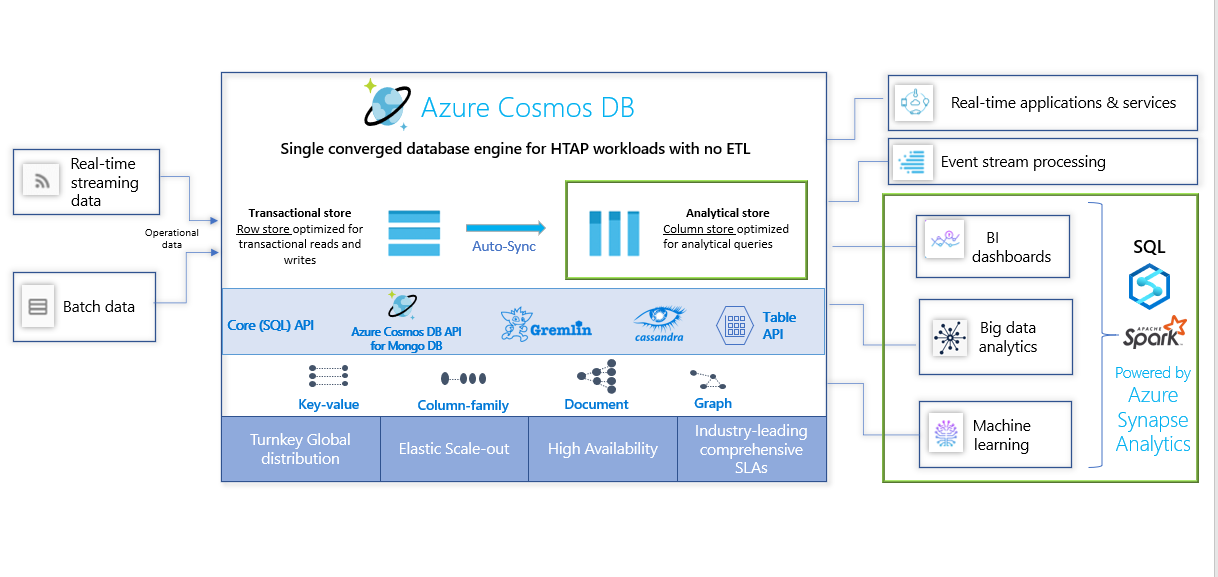 Azure Cosmos DB
Single converged database engine for HTAP workloads with no ETL
Real-time
streaming
data
Operational
data
Batch data
Transactional store
Row store optimized for
transactional reads and
writes
Auto-Sync
Analytical store
Column store optimized
for analytical queries
Core (SQL) API
Azure Cosmos DB API
for Mongo DB
Gremlin
cassandra
Table
API
Key-value
Column-family
Document
Graph
Turnkey Global
distribution
Elastic Scale-out
High Availability
Industry-leading
comprehensive
SLAs
Real-time applications & services
Event stream processing
BI
dashboards
Big data
analytics
Machine
learning
SQL
APACHE
Spark
Powered by
Azure
Synapse
Analytics